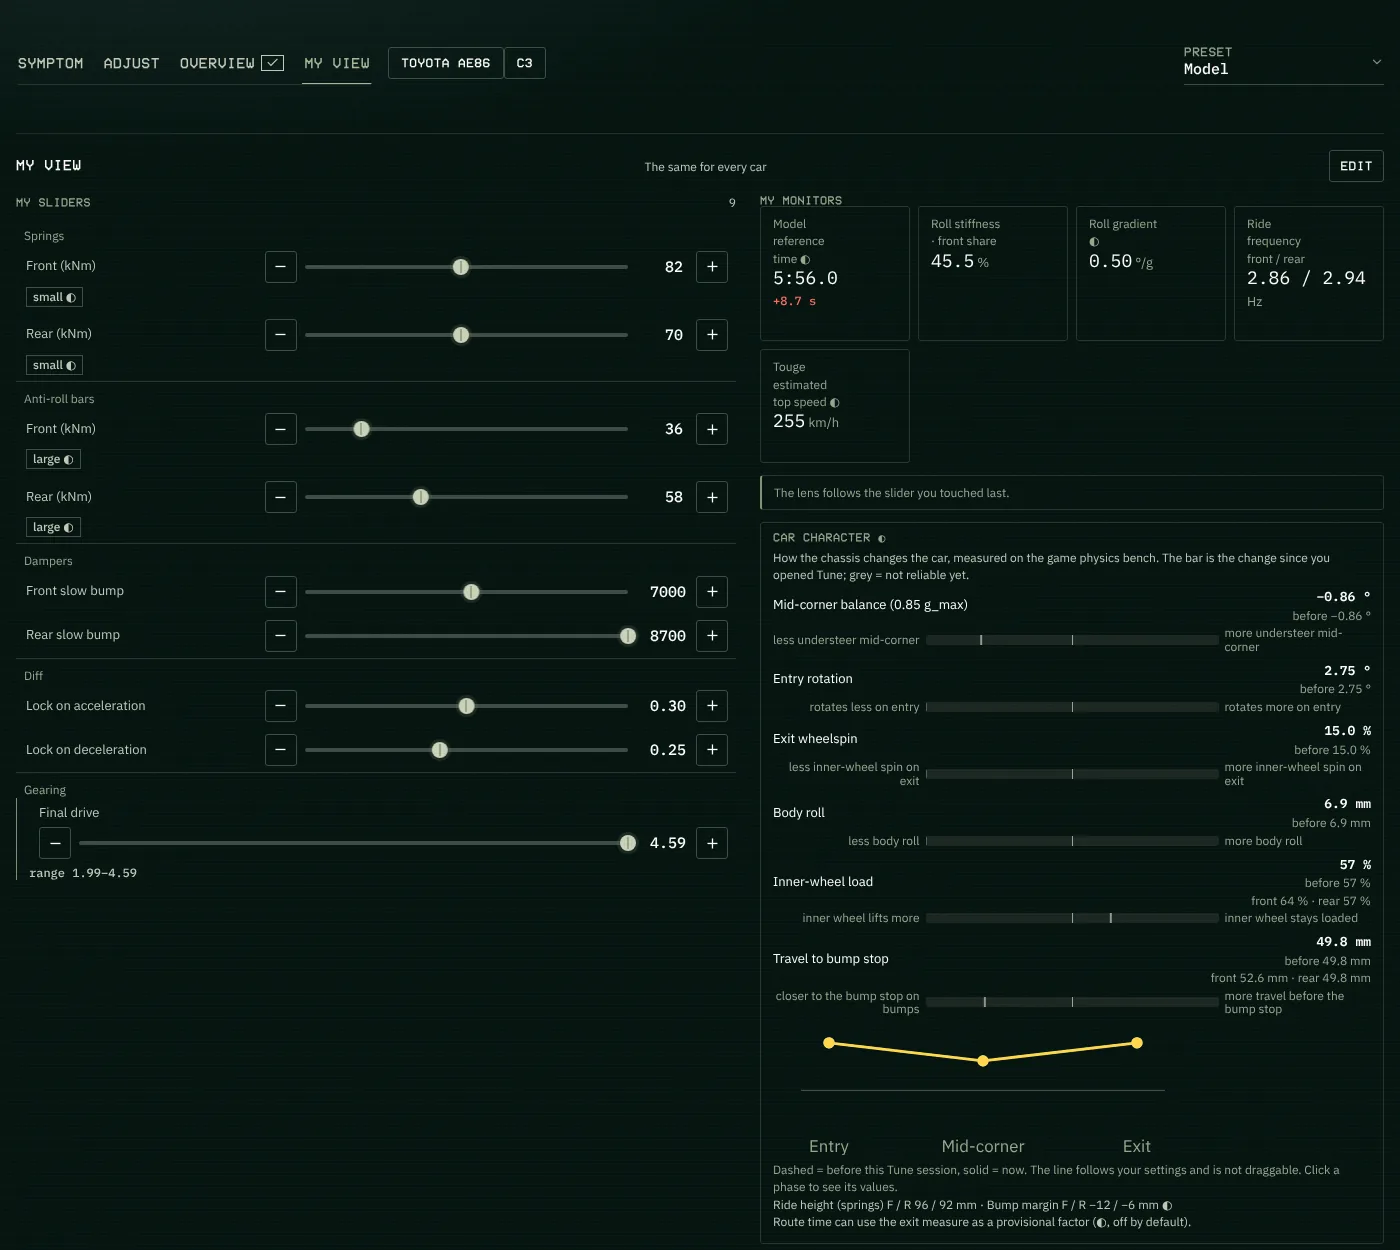 SYMPTOM ADJUST OVERVIEW MY VIEW TOYOTA AE86 C3
PRESET
Model
MY VIEW
The same for every car
EDIT
MY SLIDERS
9
Springs
Front (kNm)
− 82 +
small ◐
Rear (kNm)
− 70 +
small ◐
Anti-roll bars
Front (kNm)
− 36 +
large ◐
Rear (kNm)
− 58 +
large ◐
Dampers
Front slow bump
− 7000 +
Rear slow bump
− 8700 +
Diff
Lock on acceleration
− 0.30 +
Lock on deceleration
− 0.25 +
Gearing
Final drive
− 4.59 +
range 1.99–4.59
MY MONITORS
Model
reference
time ◐
5:56.0
+8.7 s
Roll stiffness
· front share
45.5 %
Roll gradient
◐
0.50 °/g
Ride
frequency
front / rear
2.86 / 2.94
Hz
Touge
estimated
top speed ◐
255 km/h
The lens follows the slider you touched last.
CAR CHARACTER ◐
How the chassis changes the car, measured on the game physics bench. The bar is the change since you
opened Tune; grey = not reliable yet.
Mid-corner balance (0.85 g_max)
−0.86 °
before −0.86 °
less understeer mid-corner
more understeer mid-
corner
Entry rotation
2.75 °
before 2.75 °
rotates less on entry
rotates more on entry
Exit wheelspin
15.0 %
before 15.0 %
less inner-wheel spin on
exit
more inner-wheel spin on
exit
Body roll
6.9 mm
before 6.9 mm
less body roll
more body roll
Inner-wheel load
57 %
before 57 %
front 64 % · rear 57 %
inner wheel lifts more
inner wheel stays loaded
Travel to bump stop
49.8 mm
before 49.8 mm
front 52.6 mm · rear 49.8 mm
closer to the bump stop on
bumps
more travel before the
bump stop
Entry Mid-corner Exit
Dashed = before this Tune session, solid = now. The line follows your settings and is not draggable. Click a
phase to see its values.
Ride height (springs) F / R 96 / 92 mm · Bump margin F / R −12 / −6 mm ◐
Route time can use the exit measure as a provisional factor (◐, off by default).